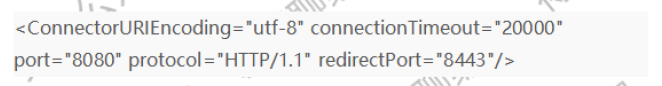 <ConnectorURIEncoding="utf-8" connectionTimeout="20000"
port="8080" protocol="HTTP/1.1" redirectPort="8443"/>